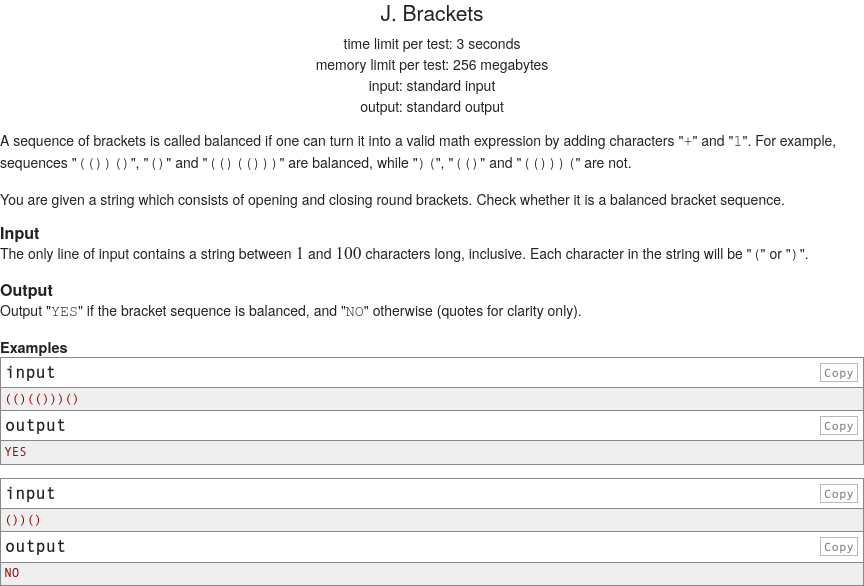 J. Brackets
time limit per test: 3 seconds
memory limit per test: 256 megabytes
input: standard input
output: standard output
A sequence of brackets is called balanced if one can turn it into a valid math expression by adding characters "+" and "1". For example,
sequences "(())()", "()" and "(()(()))" are balanced, while ")(", "(()" and "(()))(" are not.
You are given a string which consists of opening and closing round brackets. Check whether it is a balanced bracket sequence.
Input
The only line of input contains a string between 1 and 100 characters long, inclusive. Each character in the string will be "(" or ")".
Output
Output "YES" if the bracket sequence is balanced, and "NO" otherwise (quotes for clarity only).
Examples
input Copy
(()(()))()
output Copy
YES
input Copy
())()
output Copy
NO